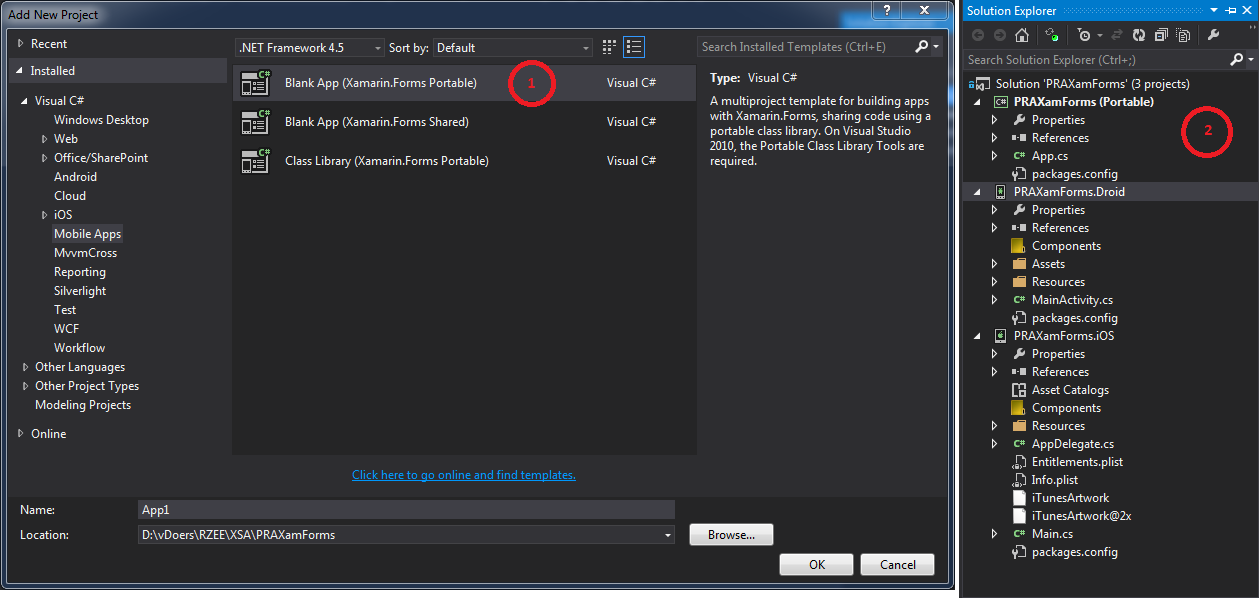 Add New Project
?
Recent
Installed
Visual C#
Windows Desktop
Web
Office/SharePoint
Android
Cloud
iOS
Mobile Apps
MvvmCross
Reporting
Silverlight
Test
WCF
Workflow
Other Languages
Other Project Types
Modeling Projects
Online
.NET Framework 4.5 Sort by: Default
Blank App (Xamarin.Forms Portable) 1 Visual C#
Blank App (Xamarin.Forms Shared) Visual C#
Class Library (Xamarin.Forms Portable) Visual C#
Click here to go online and find templates.
Search Installed Templates (Ctrl+E)
Type: Visual C#
A multiproject template for building apps
with Xamarin.Forms, sharing code using a
portable class library. On Visual Studio
2010, the Portable Class Library Tools are
required.
Name: App1
Location: D:\vDoers\RZEE\XSA\PRAXamForms
Browse...
OK Cancel
Solution Explorer
Search Solution Explorer (Ctrl+;)
Solution 'PRAXamForms' (3 projects)
C# PRAXamForms (Portable)
Properties
2
References
C# App.cs
packages.config
PRAXamForms.Droid
Properties
References
Components
Assets
Resources
C# MainActivity.cs
packages.config
PRAXamForms.iOS
Properties
References
Asset Catalogs
Components
Resources
C# AppDelegate.cs
Entitlements.plist
Info.plist
iTunesArtwork
iTunesArtwork@2x
C# Main.cs
packages.config